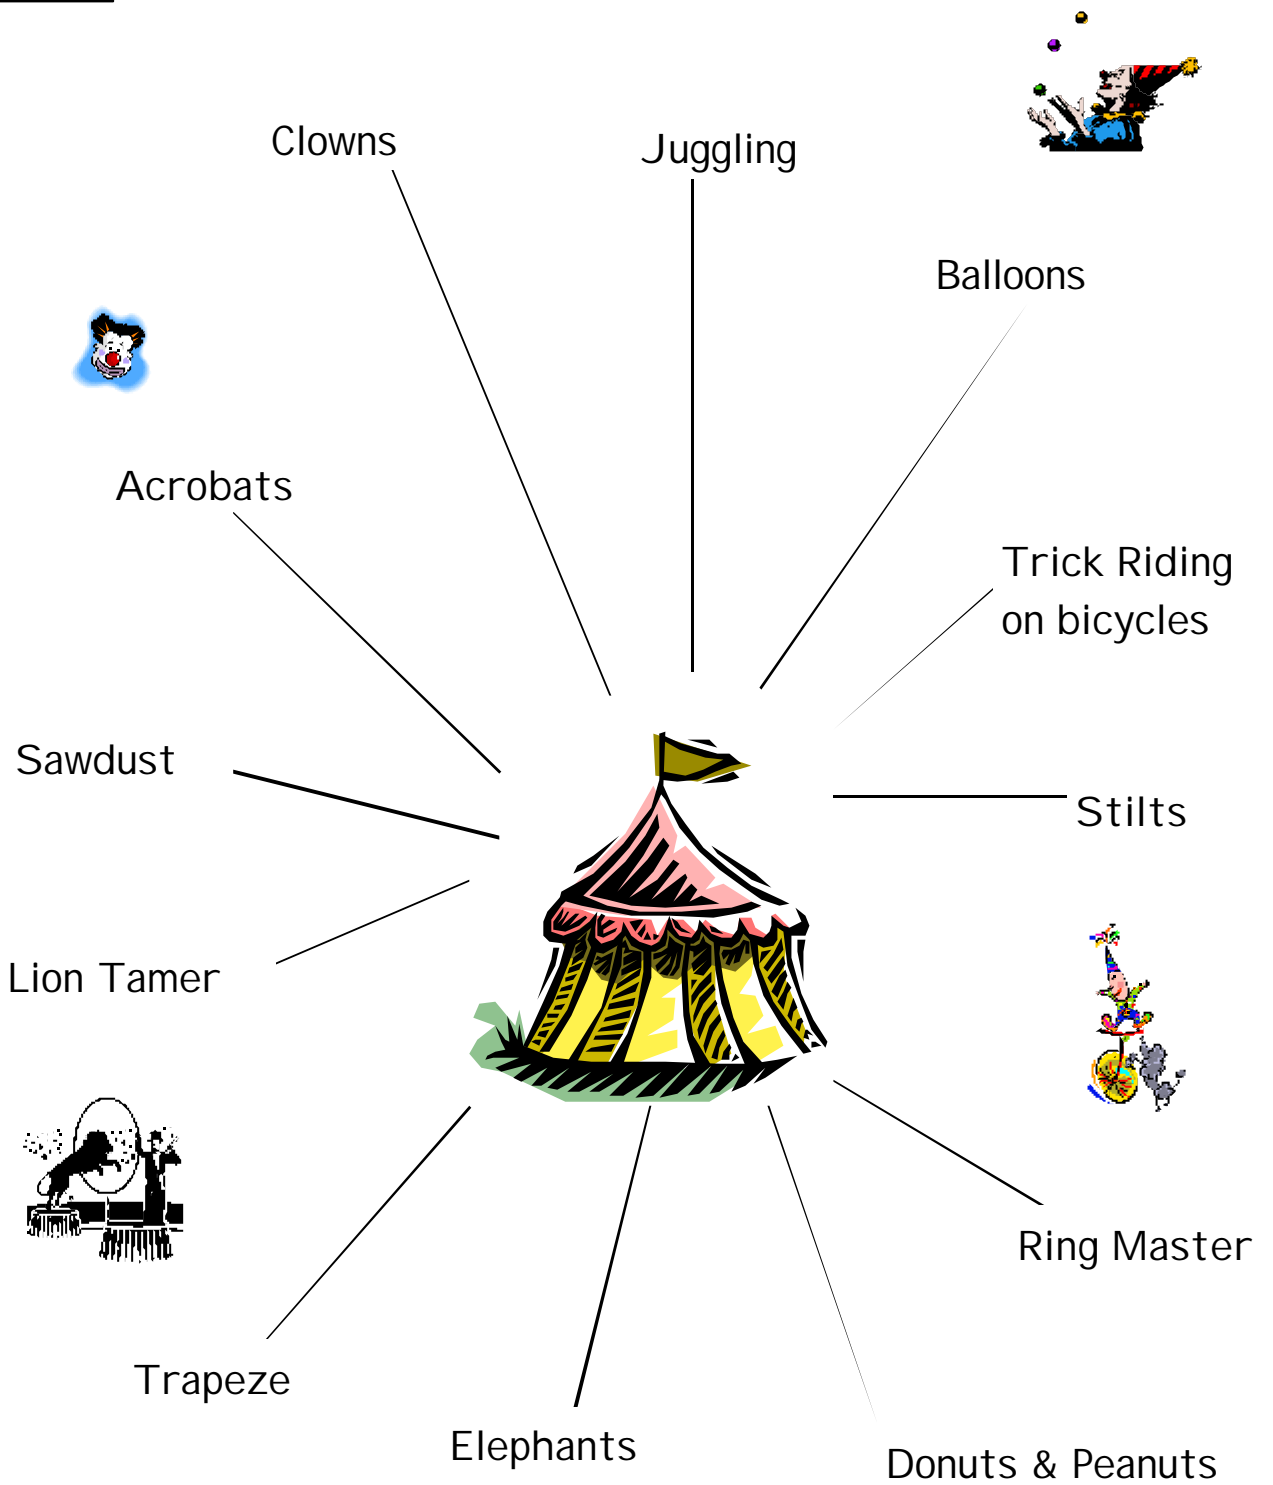 Clowns
Juggling
Balloons
Acrobats
Trick Riding
on bicycles
Sawdust
Stilts
Lion Tamer
Ring Master
Trapeze
Elephants
Donuts & Peanuts